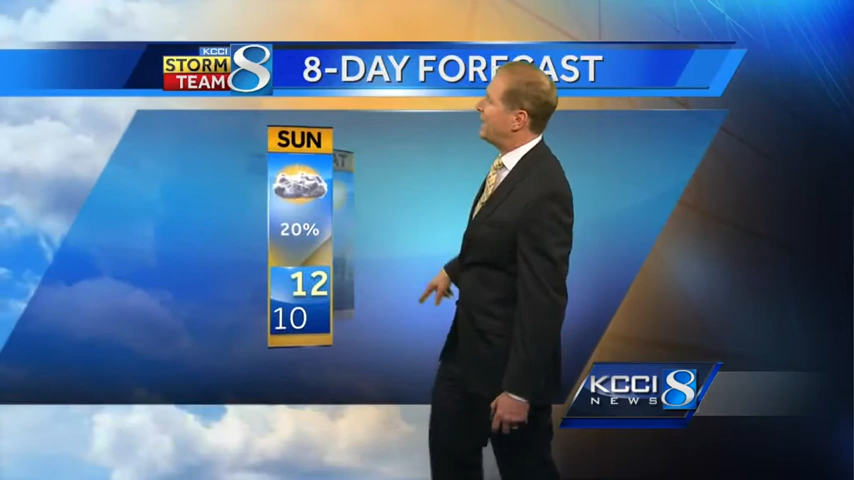 KCCI
STORM
TEAM
8
8-DAY FORECAST
SUN
20%
12
10
KCCI 8
NEWS